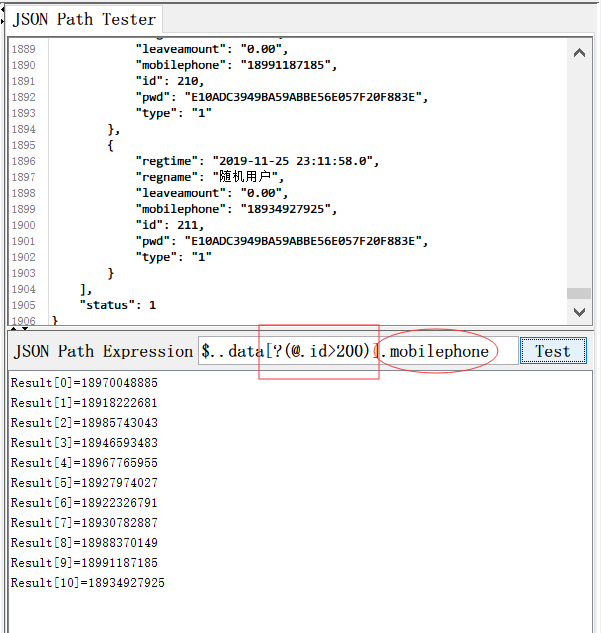 JSON Path Tester
1889 "leaveamount": "0.00",
1890 "mobilephone": "18991187185",
1891 "id": 210,
1892 "pwd": "E10ADC3949BA59ABBE56E057F20F883E",
1893 "type": "1"
1894 },
1895 {
1896 "regtime": "2019-11-25 23:11:58.0",
1897 "regname": "随机用户",
1898 "leaveamount": "0.00",
1899 "mobilephone": "18934927925",
1900 "id": 211,
1901 "pwd": "E10ADC3949BA59ABBE56E057F20F883E",
1902 "type": "1"
1903 }
1904 ],
1905 "status": 1
1906 }
JSON Path Expression $..data[?(@.id>200)].mobilephone Test
Result[0]=18970048885
Result[1]=18918222681
Result[2]=18985743043
Result[3]=18946593483
Result[4]=18967765955
Result[5]=18927974027
Result[6]=18922326791
Result[7]=18930782887
Result[8]=18988370149
Result[9]=18991187185
Result[10]=18934927925